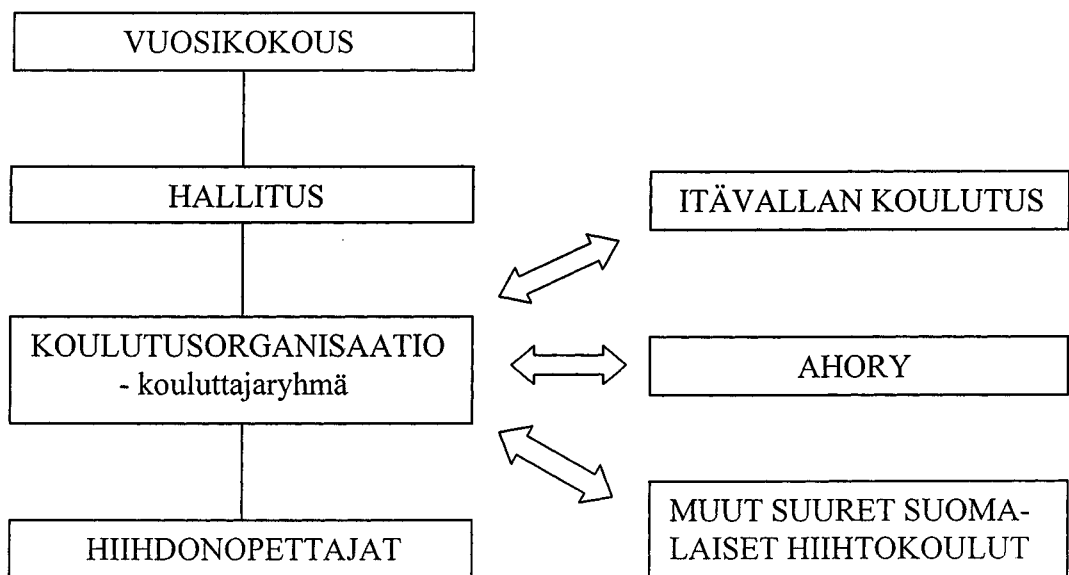 VUOSIKOKOUS
HALLITUS
ITÄVALLAN KOULUTUS
KOULUTUSORGANISAATIO
- kouluttajaryhmä
AHORY
HIIHDONOPETTAJAT
MUUT SUURET SUOMA-
LAISET HIIHTOKOULUT